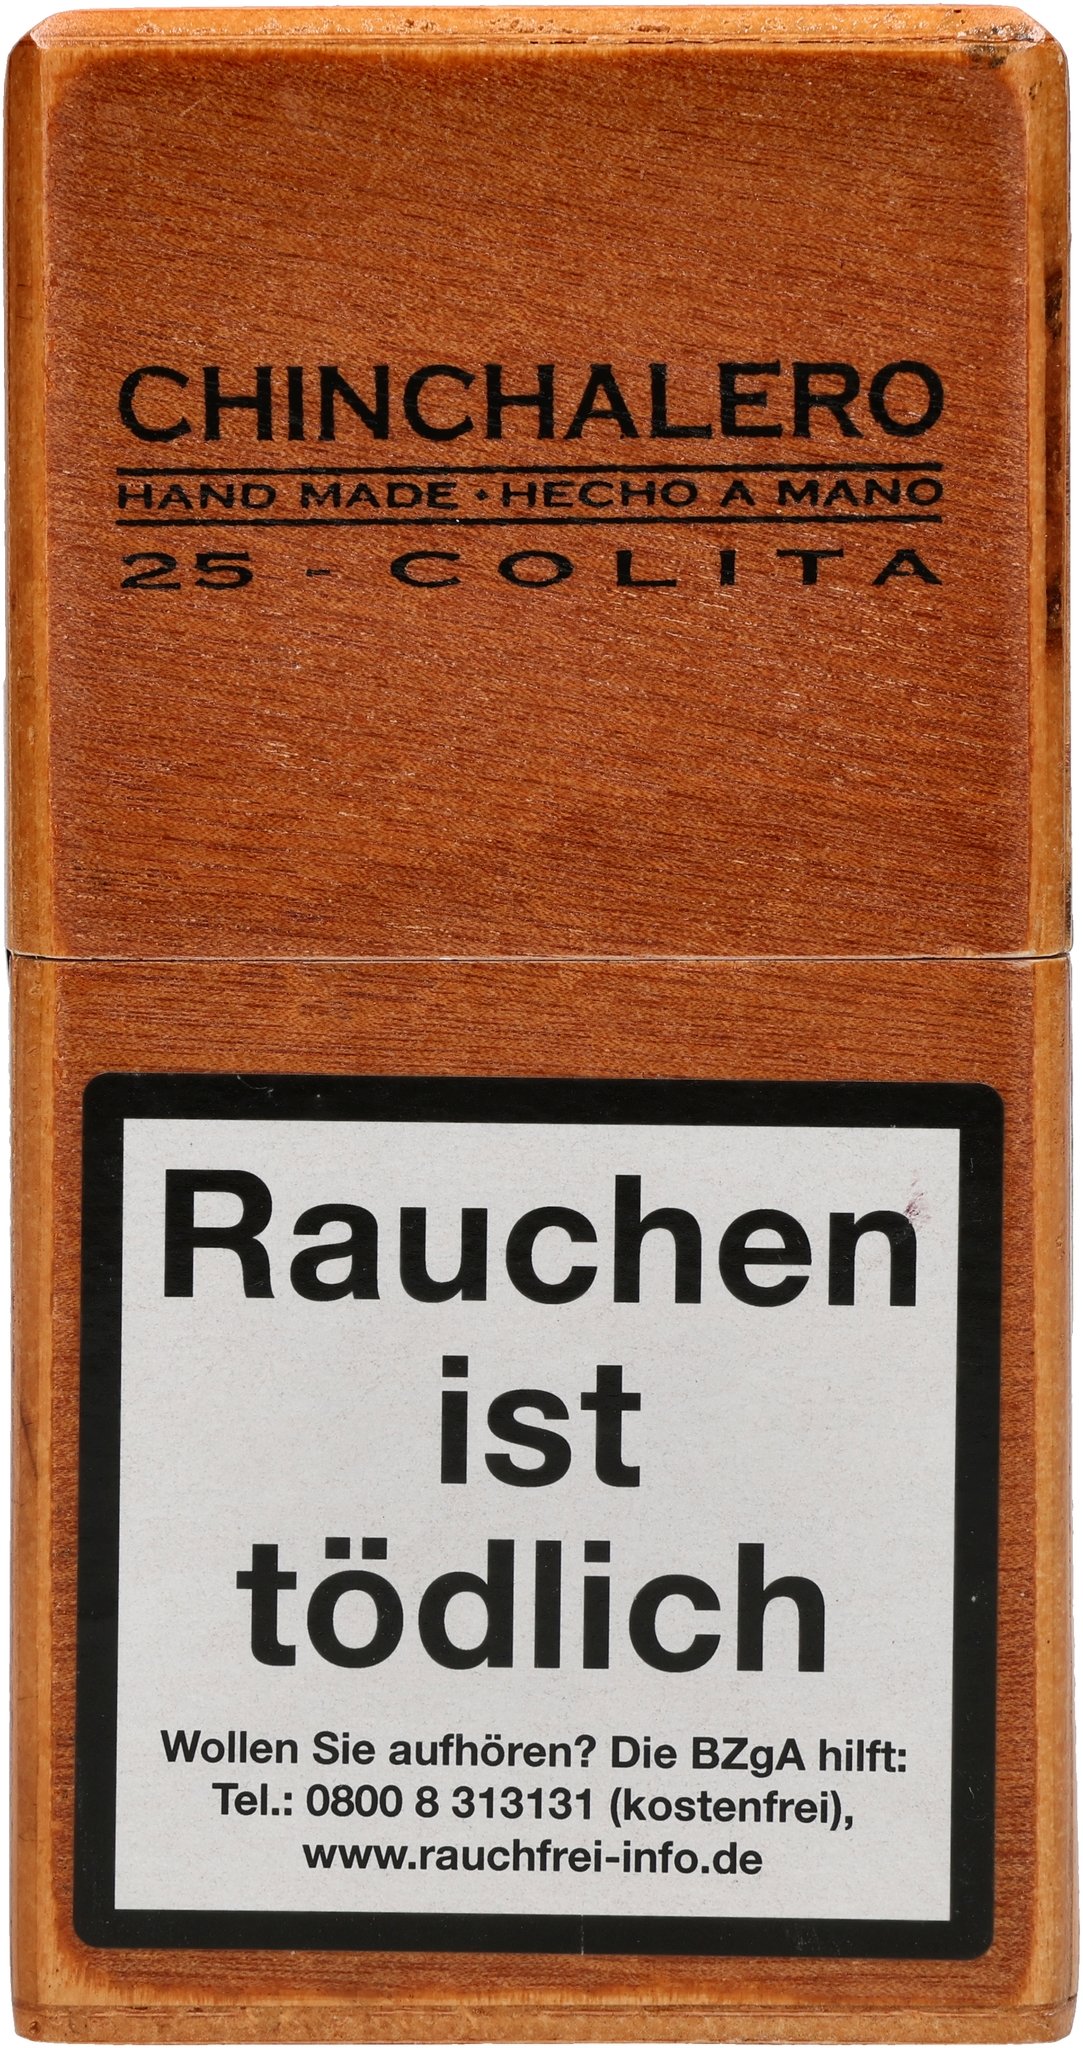 CHINCHALERO
HAND MADE • HECHO A MANO
25 - COLITA
Rauchen
ist
tödlich
Wollen Sie aufhören? Die BZgA hilft:
Tel.: 0800 8 313131 (kostenfrei),
www.rauchfrei-info.de